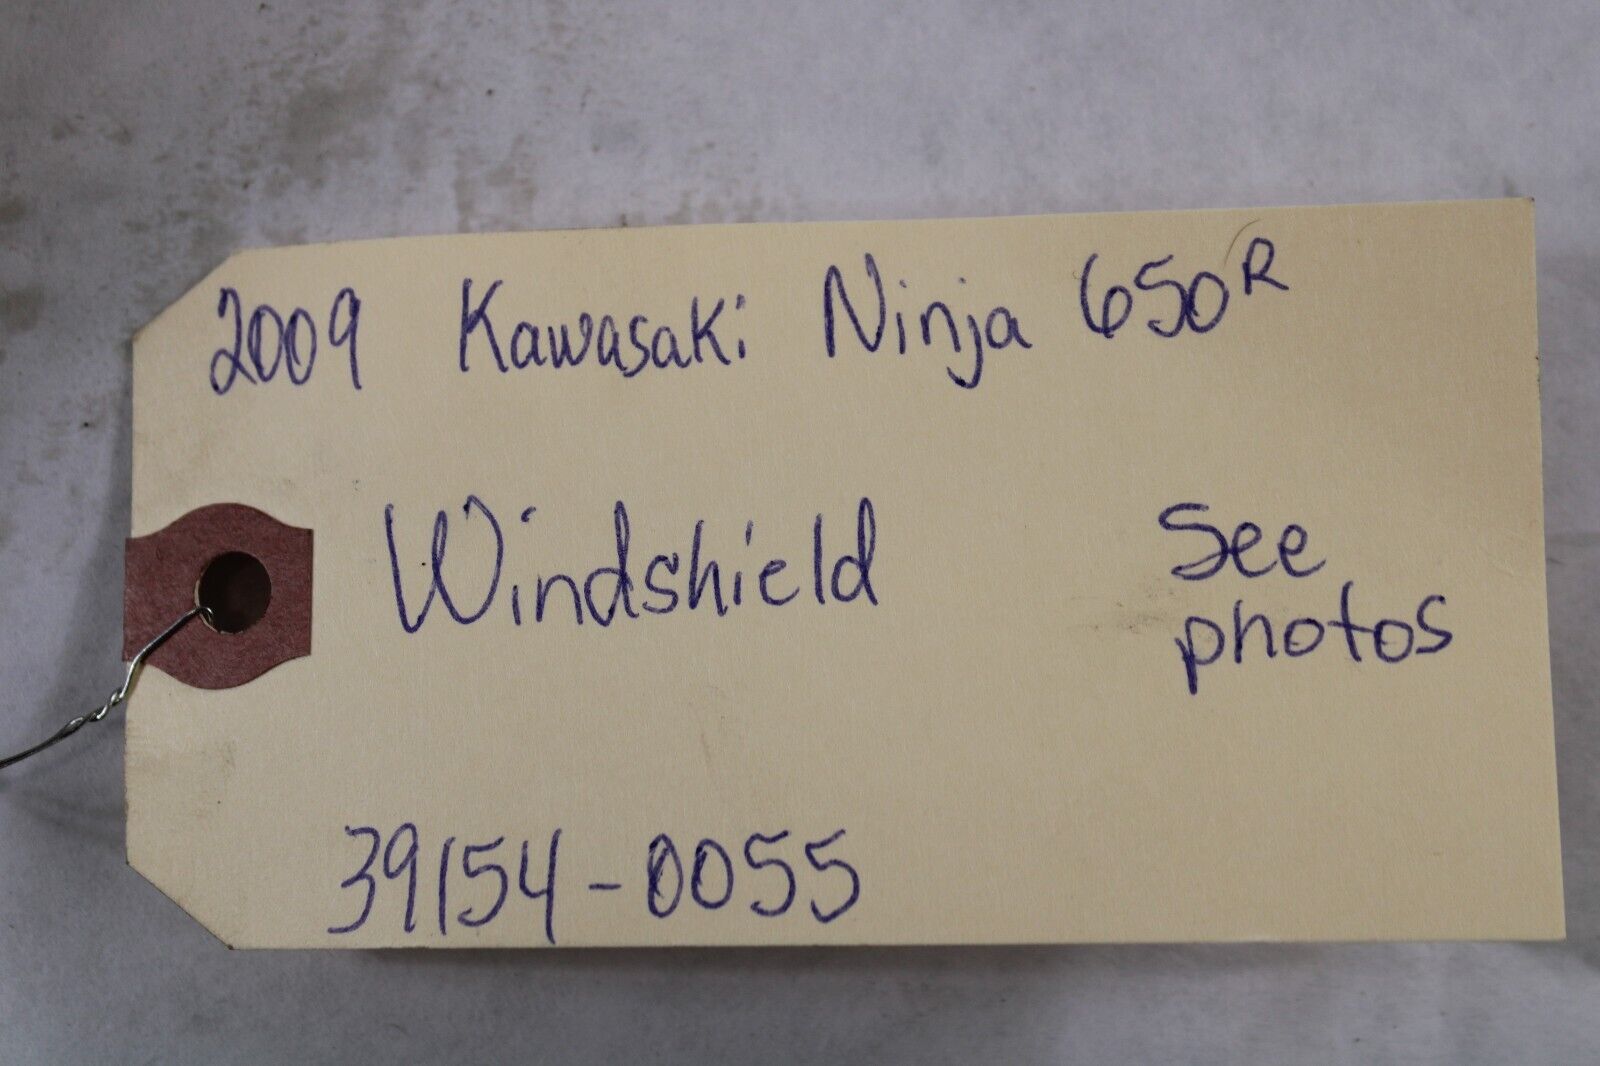 2009 Kawasaki Ninja 650R
Windshield
See
photos
39154-0055